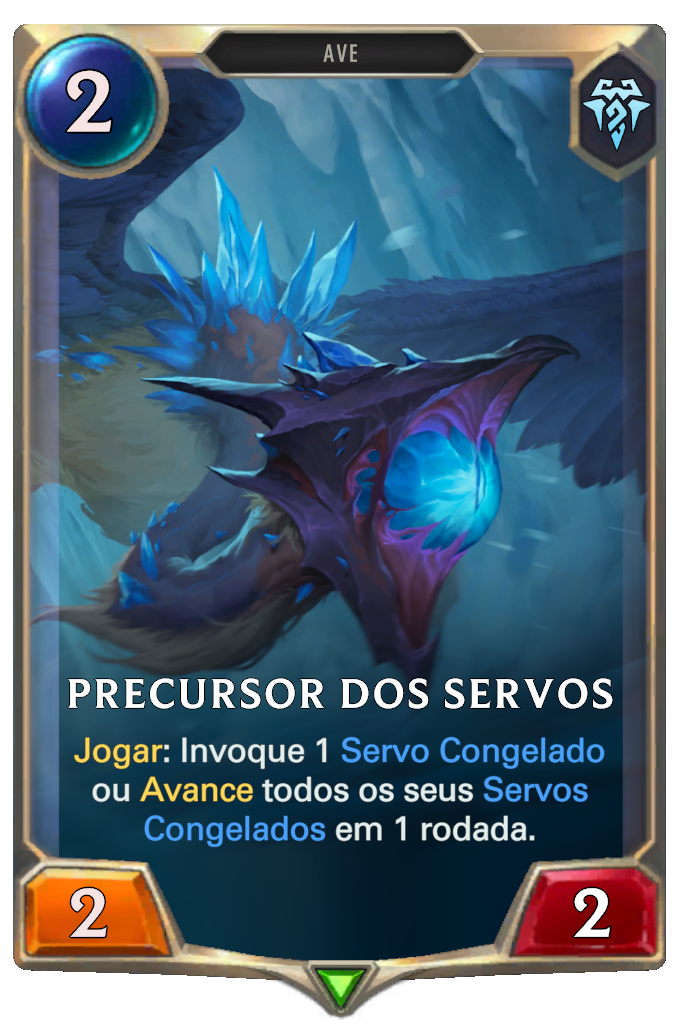 AVE
2
PRECURSOR DOS SERVOS
Jogar: Invoque 1 Servo Congelado
ou Avance todos os seus Servos
Congelados em 1 rodada.
2
2